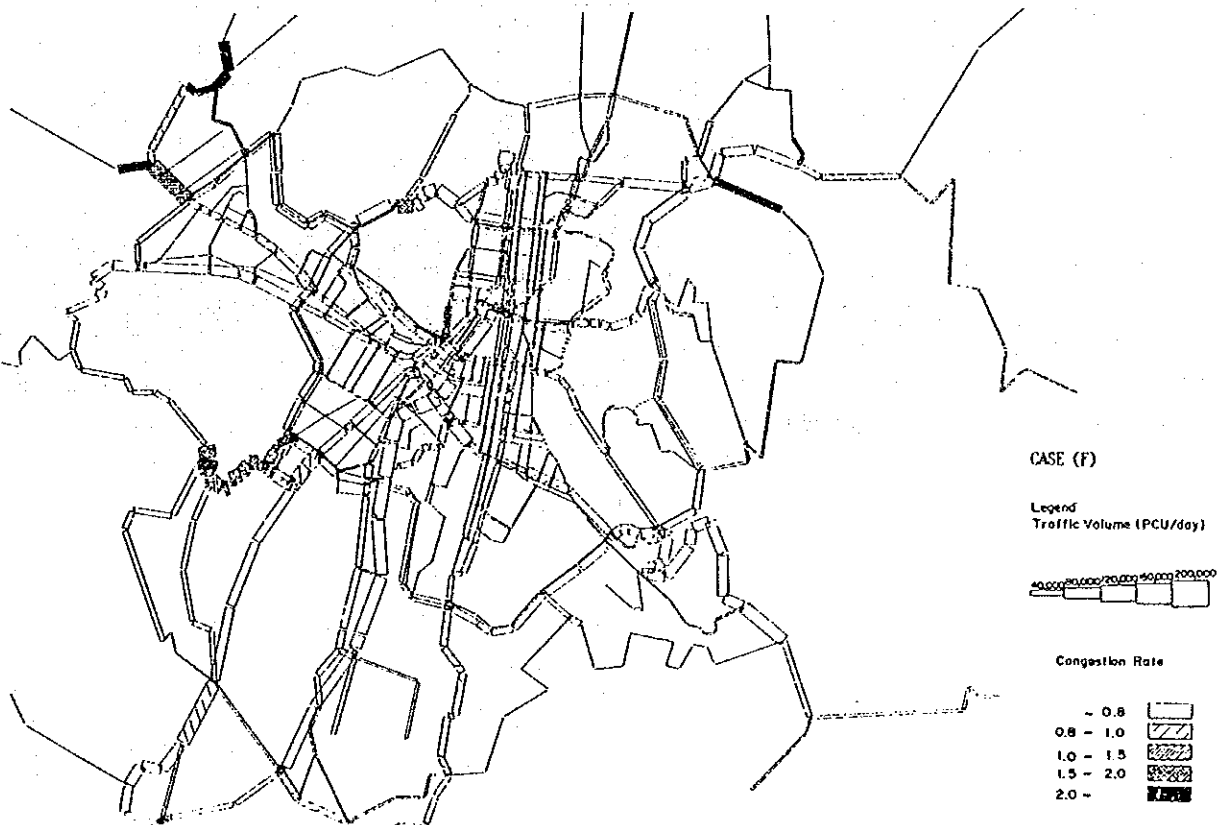 CASE (F)
Legend
Traffic Volume (PCU/day)
40,000 80,000 120,000 160,000 200,000
Congestion Rate
~ 0.8
0.8 - 1.0
1.0 - 1.5
1.5 - 2.0
2.0 ~